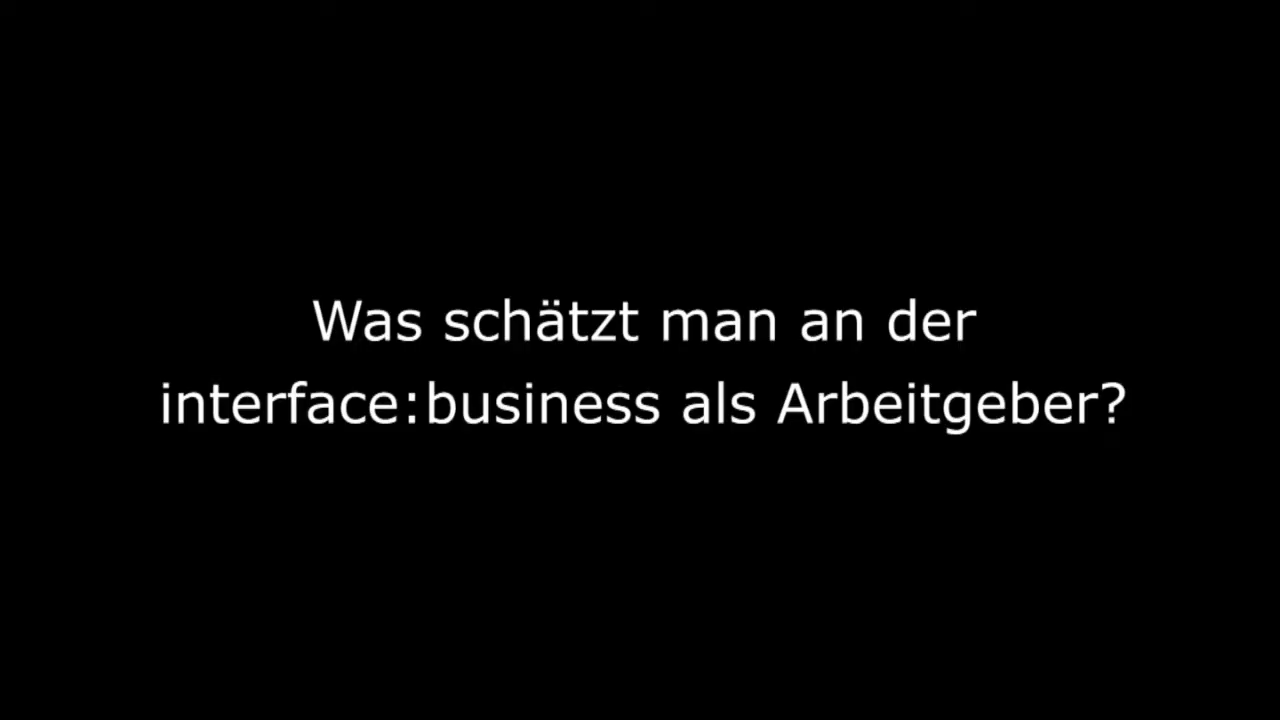 Was schätzt man an der
interface:business als Arbeitgeber?